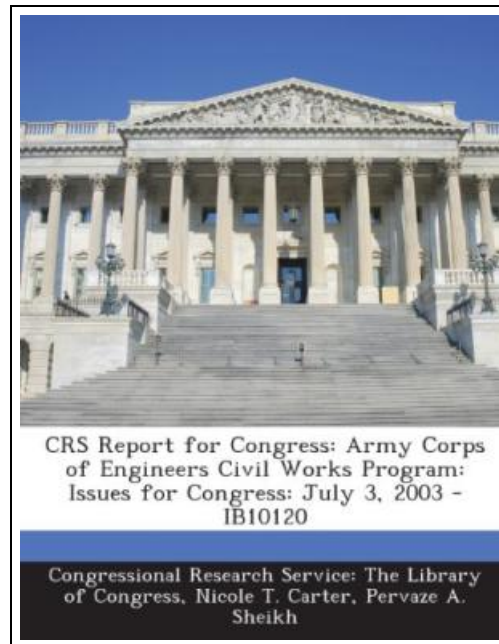 CRS Report for Congress: Army Corps
of Engineers Civil Works Program:
Issues for Congress: July 3, 2003 -
IB10120
Congressional Research Service: The Library
of Congress, Nicole T. Carter, Pervaze A.
Sheikh